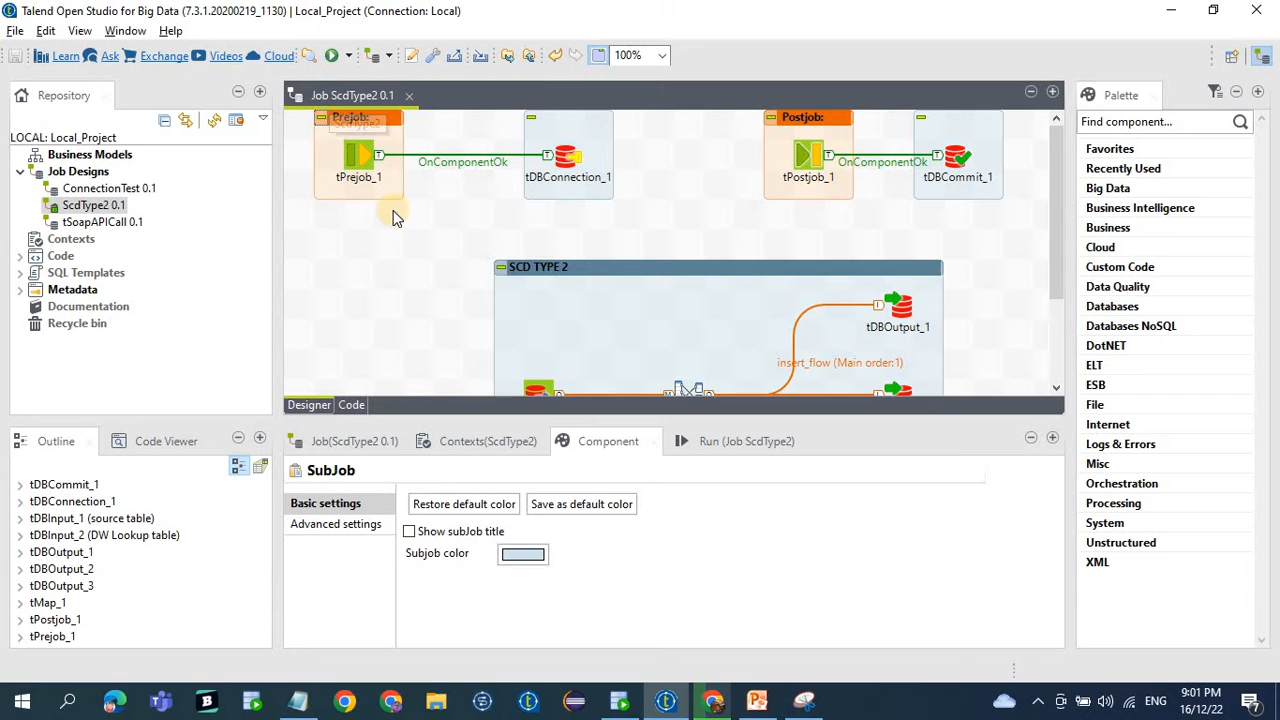 Talend Open Studio for Big Data (7.3.1.20200219_1130) | Local_Project (Connection: Local)
File Edit View Window Help
Learn Ask Exchange Videos Cloud 100%
Repository
LOCAL: Local_Project
Business Models
Job Designs
ConnectionTest 0.1
ScdType2 0.1
tSoapAPICall 0.1
Contexts
Code
SQL Templates
Metadata
Documentation
Recycle bin
Job ScdType2 0.1
Prejob:
ScdType2
tPrejob_1
OnComponentOk
tDBConnection_1
Postjob:
tPostjob_1
OnComponentOk
tDBCommit_1
SCD TYPE 2
tDBOutput_1
insert_flow (Main order:1)
Designer Code
Palette
Find component...
Favorites
Recently Used
Big Data
Business Intelligence
Business
Cloud
Custom Code
Data Quality
Databases
Databases NoSQL
DotNET
ELT
ESB
File
Internet
Logs & Errors
Misc
Orchestration
Processing
System
Unstructured
XML
Outline Code Viewer
tDBCommit_1
tDBConnection_1
tDBInput_1 (source table)
tDBInput_2 (DW Lookup table)
tDBOutput_1
tDBOutput_2
tDBOutput_3
tMap_1
tPostjob_1
tPrejob_1
Job(ScdType2 0.1) Contexts(ScdType2) Component Run (Job ScdType2)
SubJob
Basic settings
Advanced settings
Restore default color Save as default color
Show subJob title
Subjob color
ENG
9:01 PM
16/12/22
7